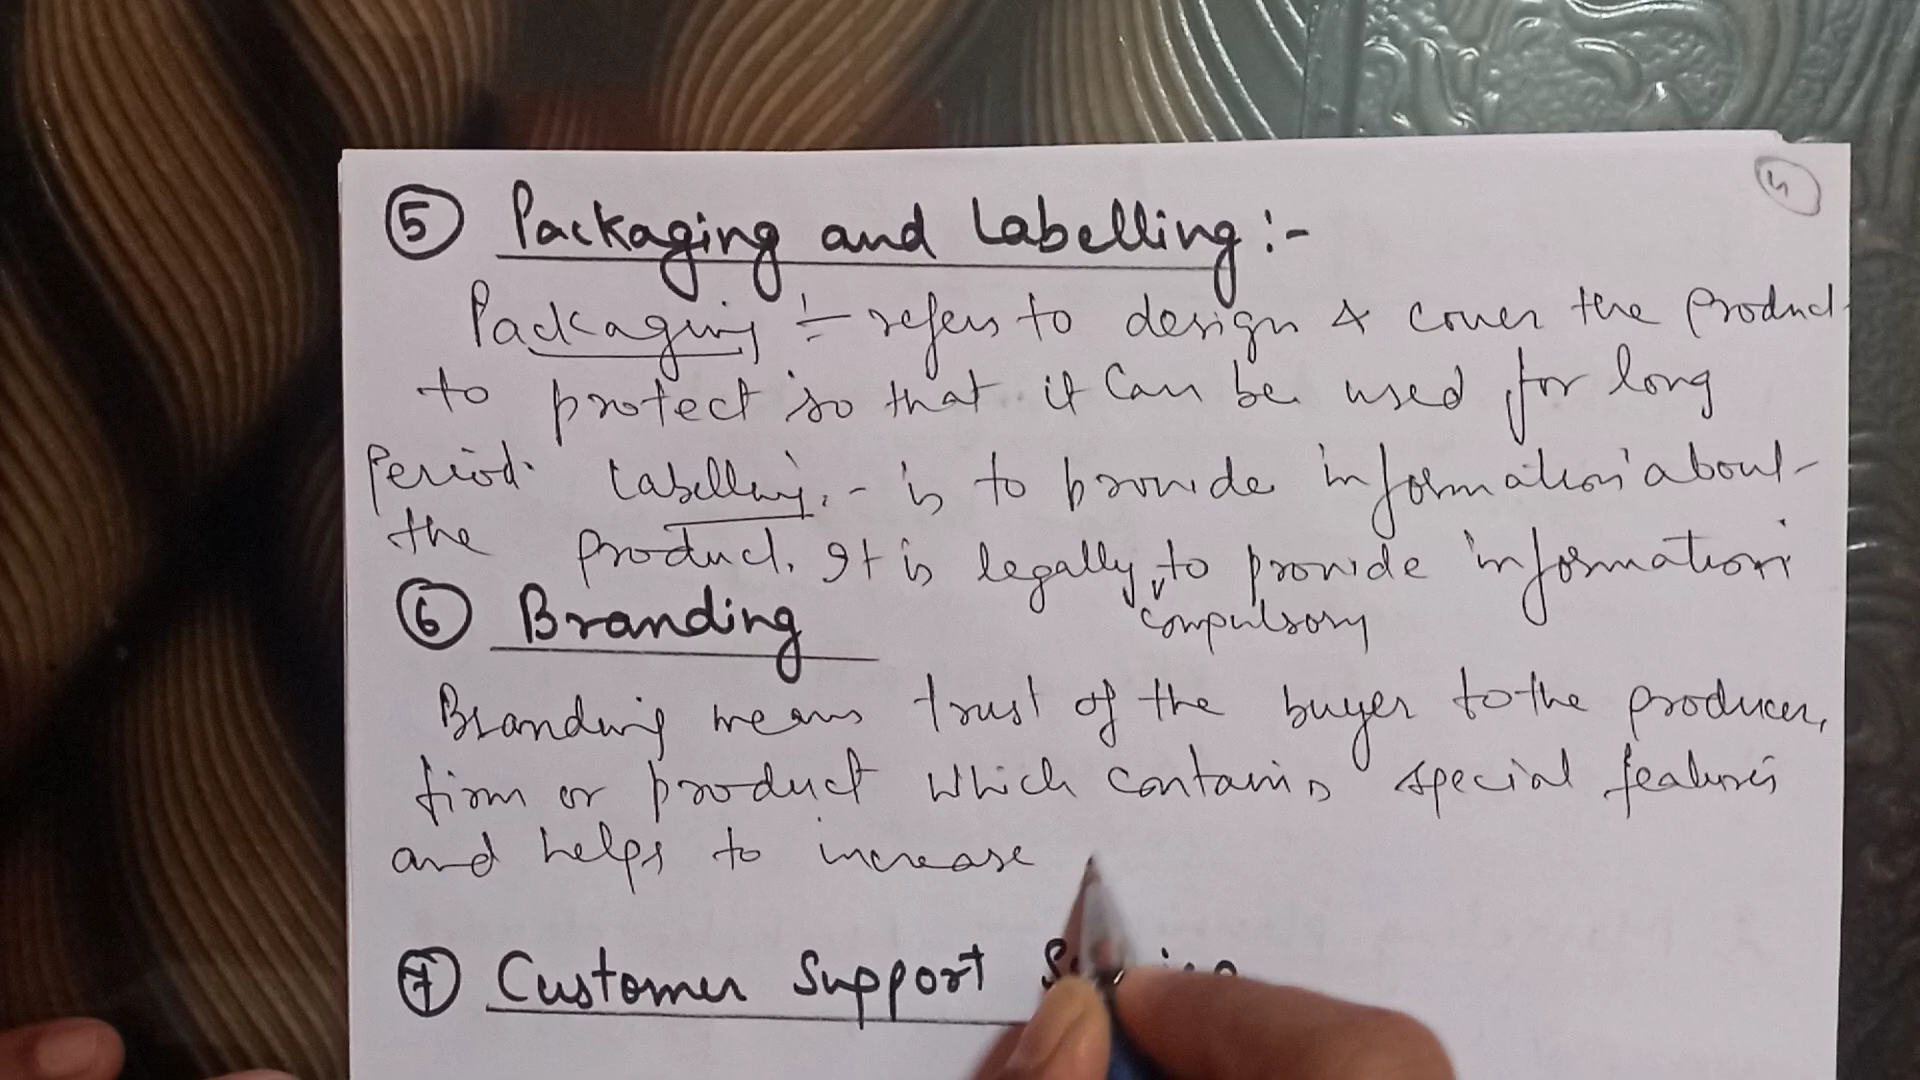 4
⑤ Packaging and Labelling :-
Packaging :- refers to design & cover the product
to protect so that it can be used for long
Period. Labelling :- is to provide information about
the product. It is legally to provide information
compulsory
⑥ Branding
Branding means trust of the buyer to the producer,
firm or product which contains special features
and helps to increase
⑦ Customer Support